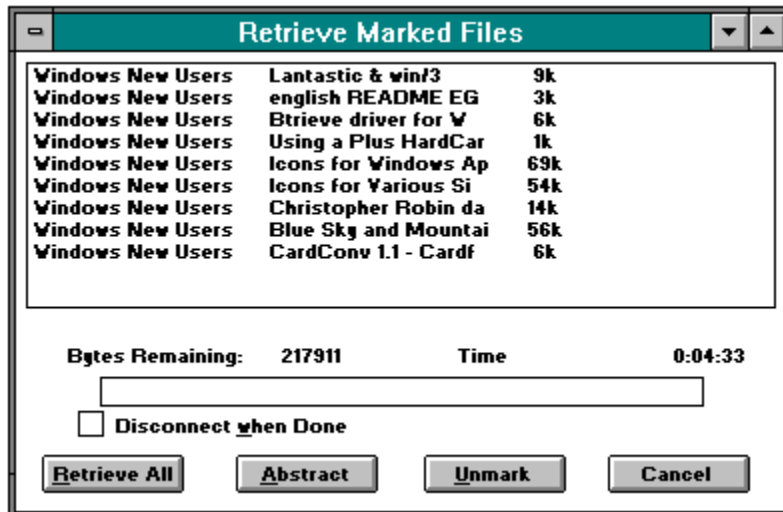 Retrieve Marked Files
Windows New Users Lantastic & win/3 9k
Windows New Users english README EG 3k
Windows New Users Btrieve driver for W 6k
Windows New Users Using a Plus HardCar 1k
Windows New Users Icons for Windows Ap 69k
Windows New Users Icons for Various Si 54k
Windows New Users Christopher Robin da 14k
Windows New Users Blue Sky and Mountai 56k
Windows New Users CardConv 1.1 - Cardf 6k
Bytes Remaining: 217911 Time 0:04:33
Disconnect when Done
Retrieve All Abstract Unmark Cancel